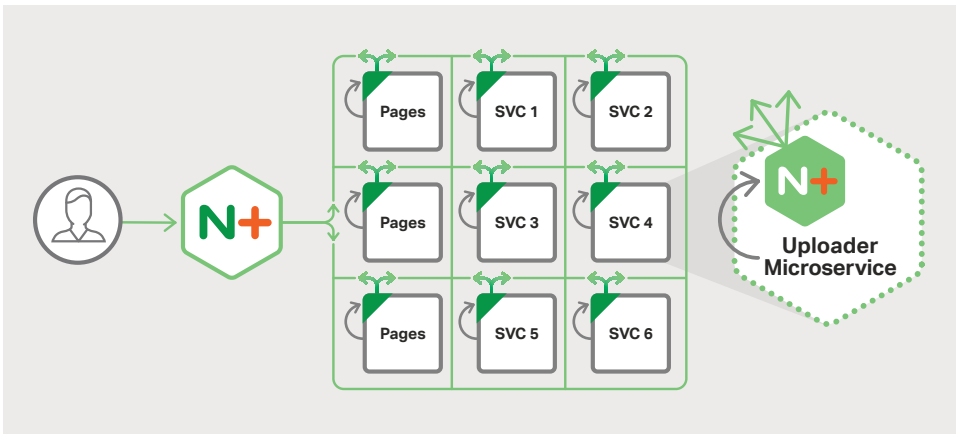 N+
Pages
SVC 1
SVC 2
Pages
SVC 3
SVC 4
Pages
SVC 5
SVC 6
N+
Uploader
Microservice